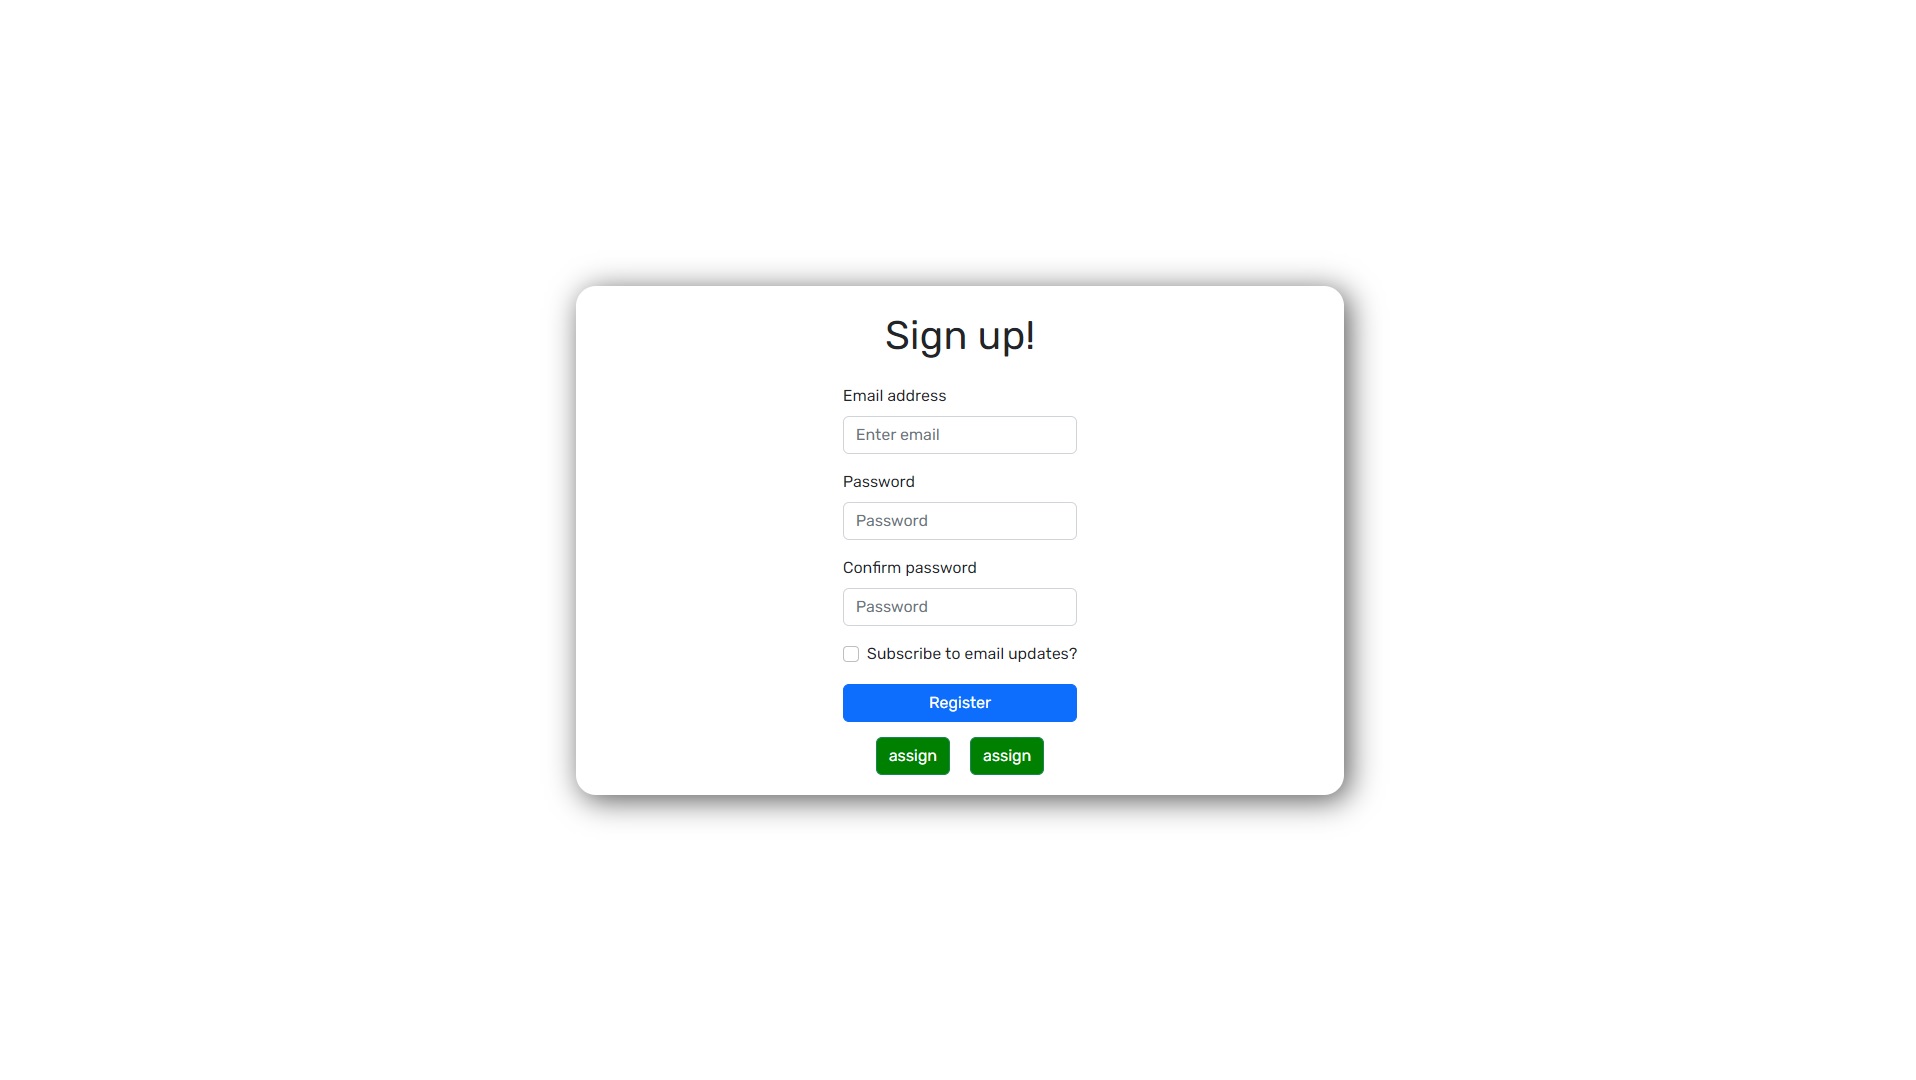 Sign up!
Email address
Enter email
Password
Password
Confirm password
Password
Subscribe to email updates?
Register
assign assign